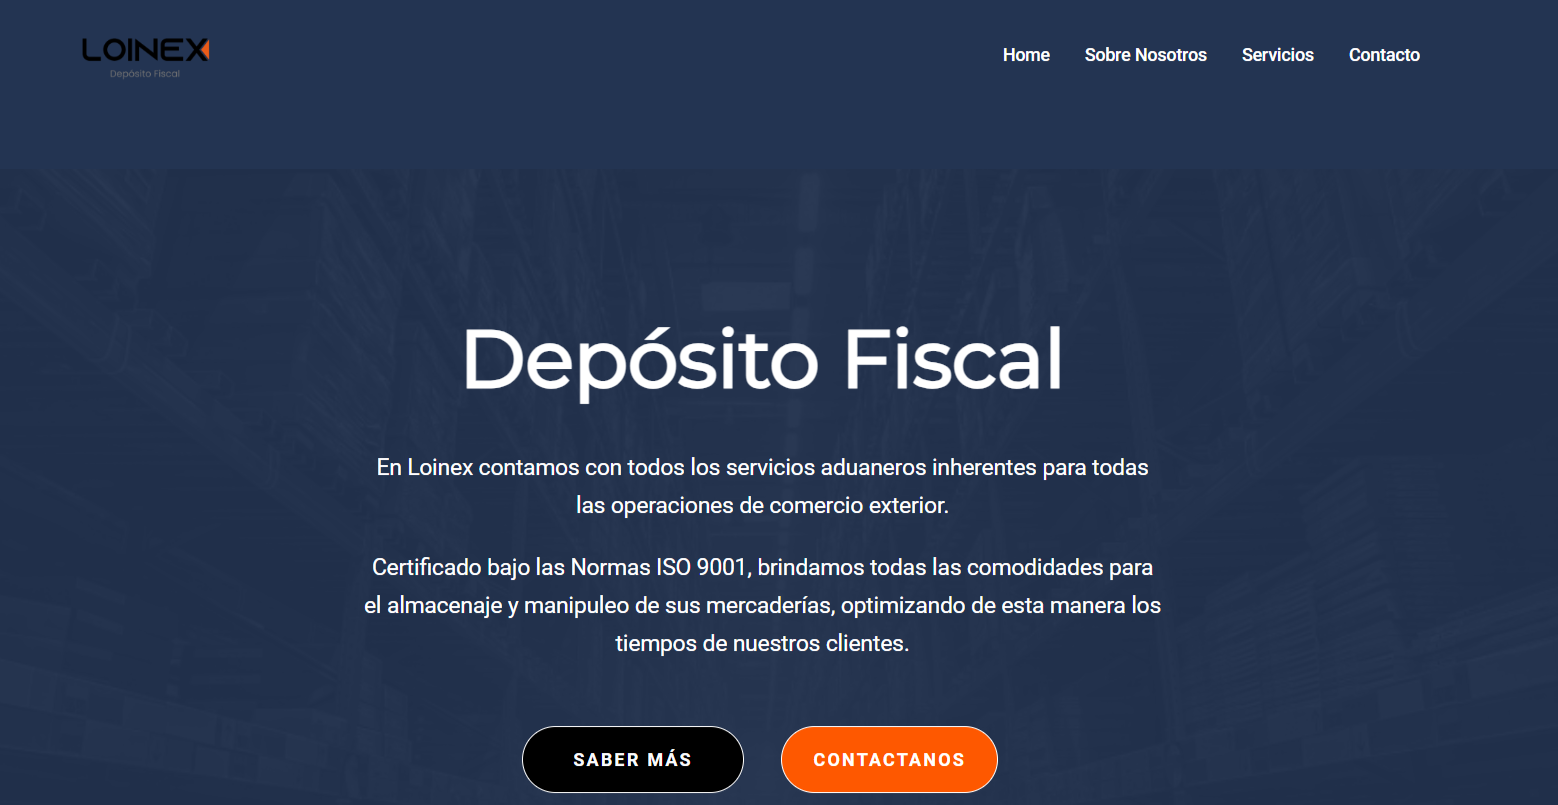 LOINEX
Depósito Fiscal
Home
Sobre Nosotros
Servicios
Contacto
Depósito Fiscal
En Loinex contamos con todos los servicios aduaneros inherentes para todas
las operaciones de comercio exterior.
Certificado bajo las Normas ISO 9001, brindamos todas las comodidades para
el almacenaje y manipuleo de sus mercaderías, optimizando de esta manera los
tiempos de nuestros clientes.
SABER MÁS
CONTACTANOS